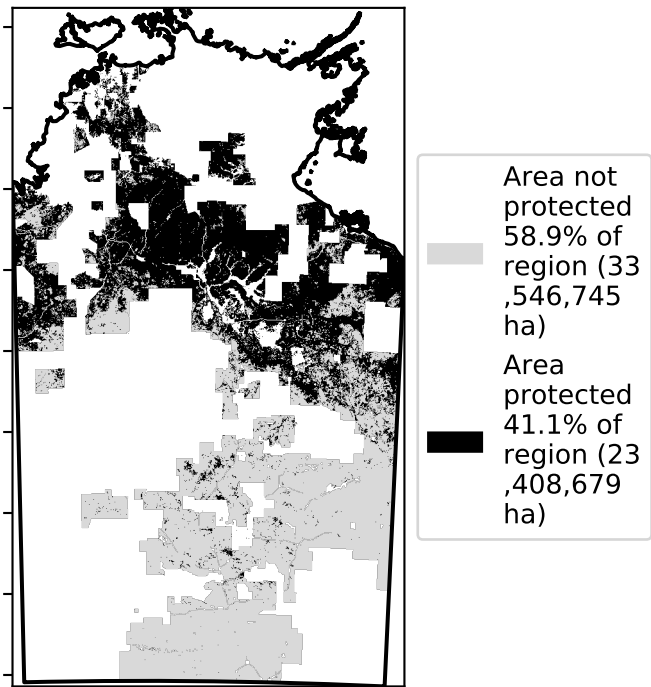 Area not
protected
58.9% of
region (33
,546,745
ha)
Area
protected
41.1% of
region (23
,408,679
ha)